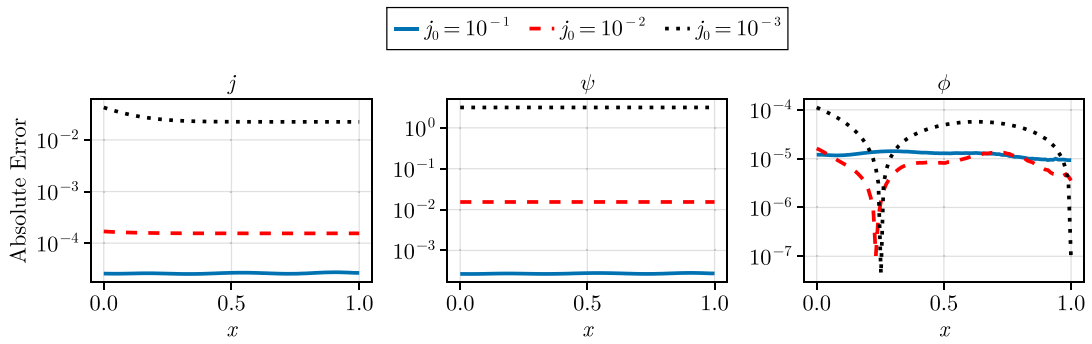 j₀ = 10⁻¹ j₀ = 10⁻² j₀ = 10⁻³
j ψ ϕ
Absolute Error
10⁻² 10⁻³ 10⁻⁴
10⁰ 10⁻¹ 10⁻² 10⁻³
10⁻⁴ 10⁻⁵ 10⁻⁶ 10⁻⁷
0.0 0.5 1.0 0.0 0.5 1.0 0.0 0.5 1.0
x x x